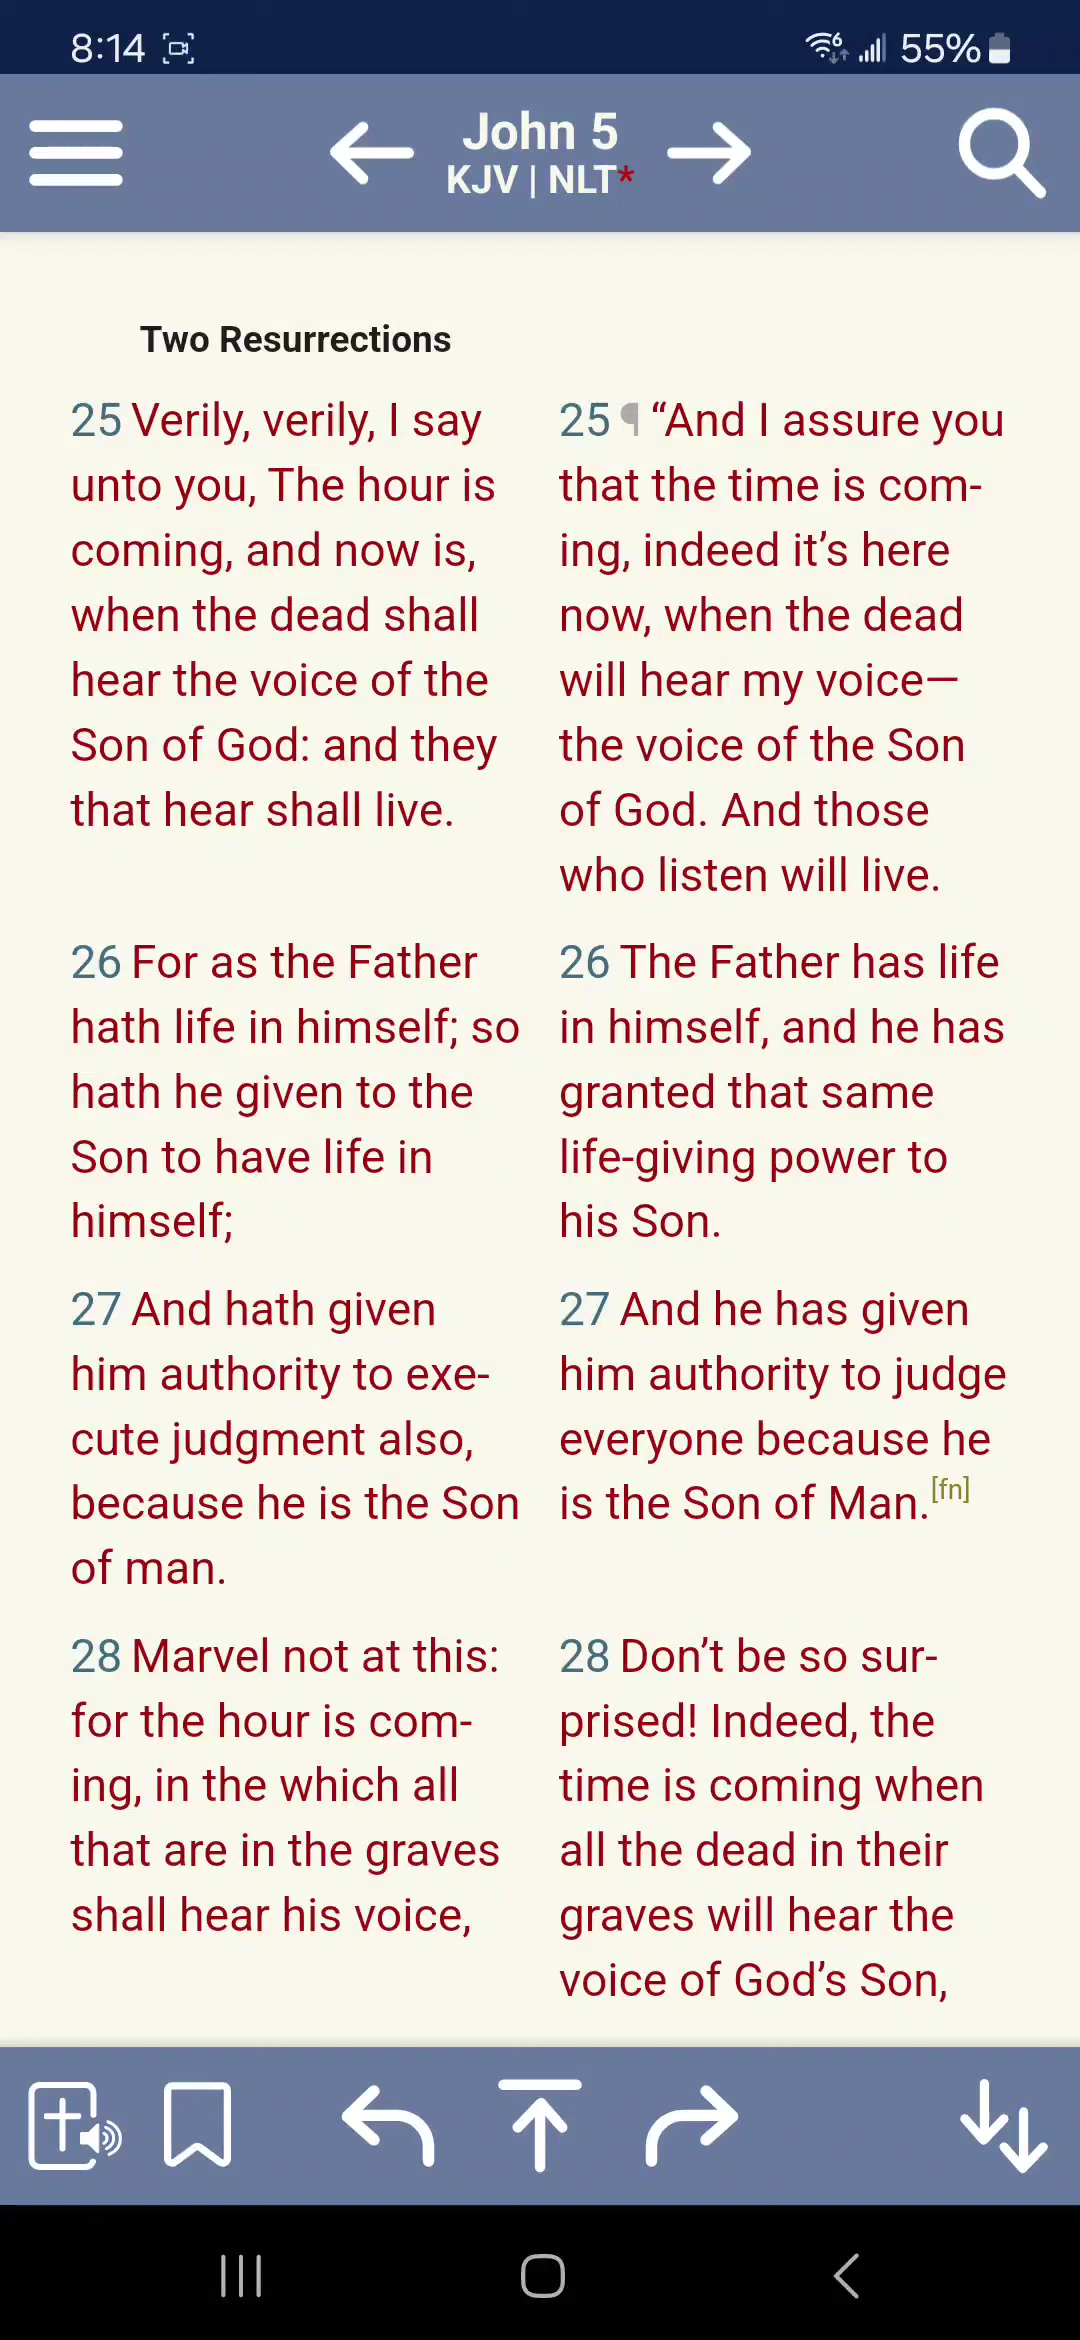 8:14
55%
John 5
KJV | NLT*
Two Resurrections
25 Verily, verily, I say
unto you, The hour is
coming, and now is,
when the dead shall
hear the voice of the
Son of God: and they
that hear shall live.
25 ¶ “And I assure you
that the time is com-
ing, indeed it’s here
now, when the dead
will hear my voice—
the voice of the Son
of God. And those
who listen will live.
26 For as the Father
hath life in himself; so
hath he given to the
Son to have life in
himself;
26 The Father has life
in himself, and he has
granted that same
life-giving power to
his Son.
27 And hath given
him authority to exe-
cute judgment also,
because he is the Son
of man.
27 And he has given
him authority to judge
everyone because he
is the Son of Man.[fn]
28 Marvel not at this:
for the hour is com-
ing, in the which all
that are in the graves
shall hear his voice,
28 Don’t be so sur-
prised! Indeed, the
time is coming when
all the dead in their
graves will hear the
voice of God’s Son,